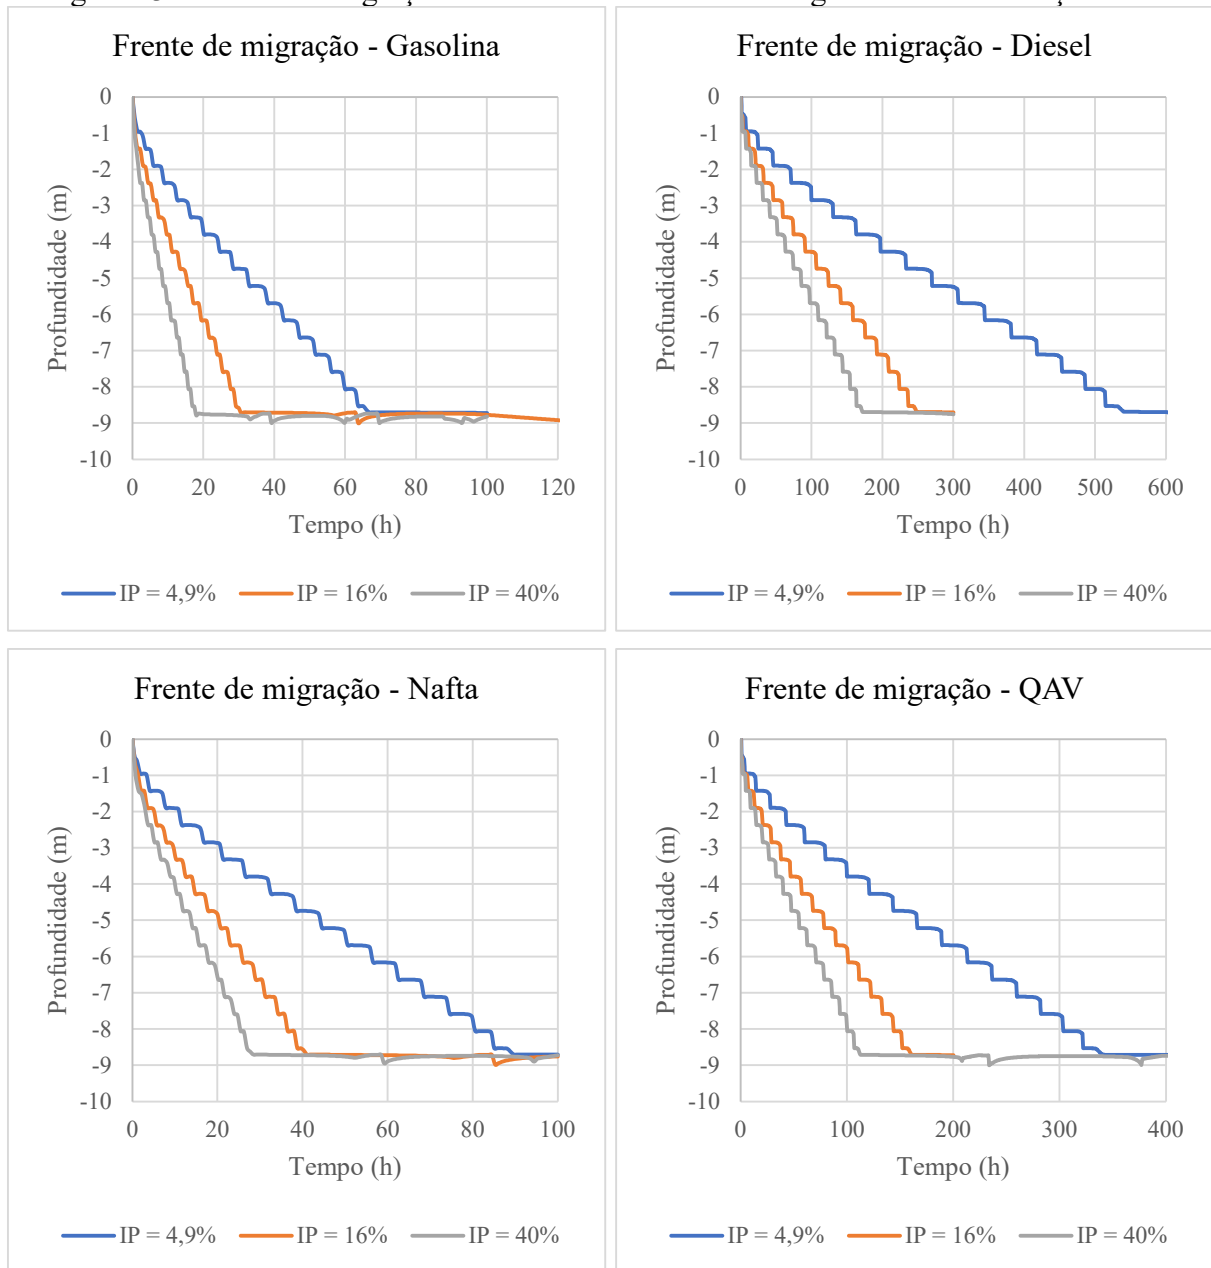 Frente de migração - Gasolina
0
-1
-2
-3
-4
-5
-6
-7
-8
-9
-10
Profundidade (m)
0 20 40 60 80 100 120
Tempo (h)
IP = 4,9% IP = 16% IP = 40%
Frente de migração - Diesel
0
-1
-2
-3
-4
-5
-6
-7
-8
-9
-10
Profundidade (m)
0 100 200 300 400 500 600
Tempo (h)
IP = 4,9% IP = 16% IP = 40%
Frente de migração - Nafta
0
-1
-2
-3
-4
-5
-6
-7
-8
-9
-10
Profundidade (m)
0 20 40 60 80 100
Tempo (h)
IP = 4,9% IP = 16% IP = 40%
Frente de migração - QAV
0
-1
-2
-3
-4
-5
-6
-7
-8
-9
-10
Profundidade (m)
0 100 200 300 400
Tempo (h)
IP = 4,9% IP = 16% IP = 40%